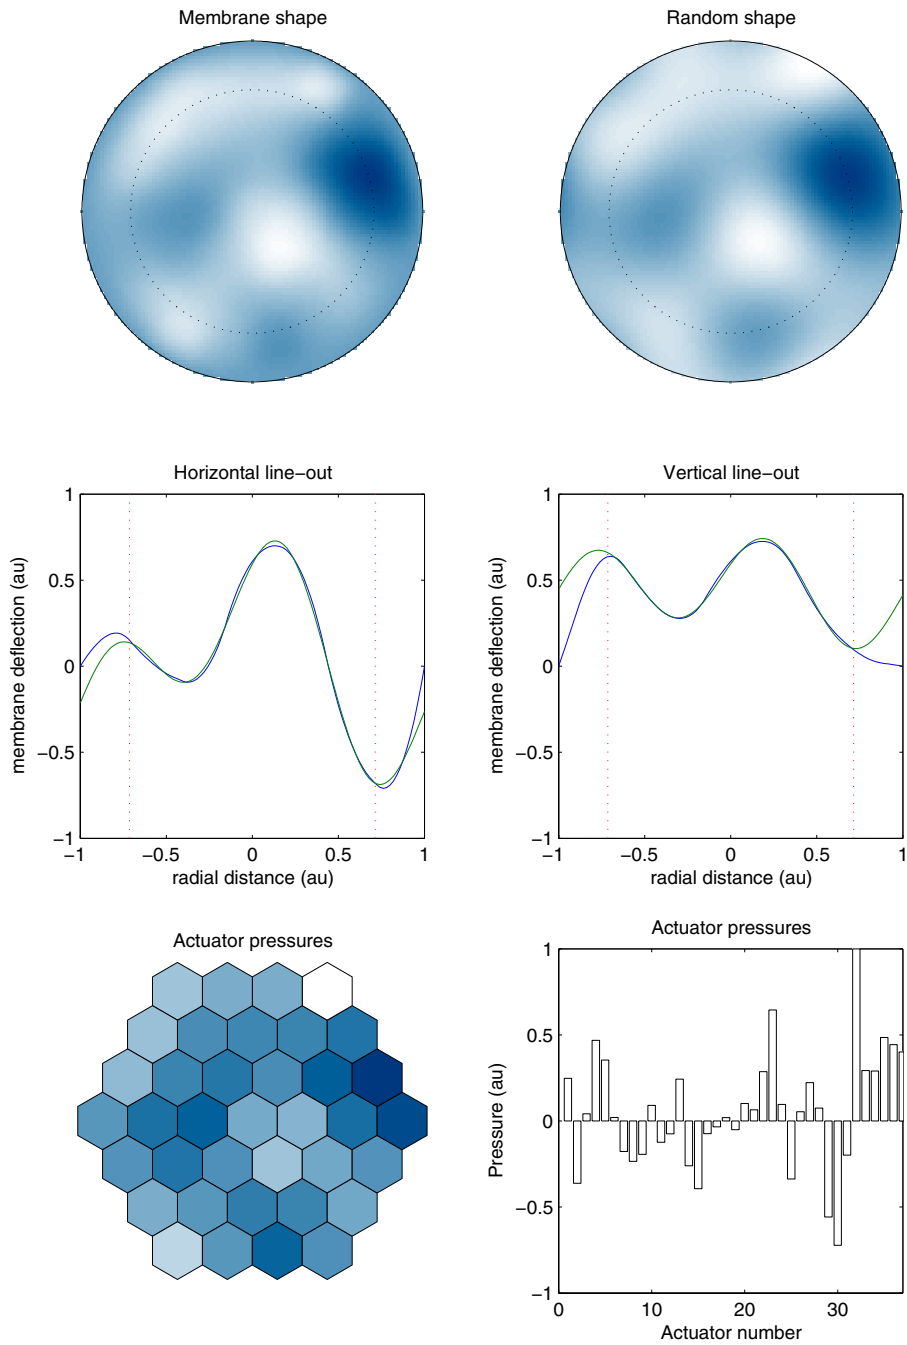 Membrane shape
Random shape
Horizontal line−out
1
0.5
0
−0.5
−1
−1
−0.5
0
0.5
1
membrane deflection (au)
radial distance (au)
Vertical line−out
1
0.5
0
−0.5
−1
−1
−0.5
0
0.5
1
membrane deflection (au)
radial distance (au)
Actuator pressures
Actuator pressures
1
0.5
0
−0.5
−1
0
10
20
30
Pressure (au)
Actuator number